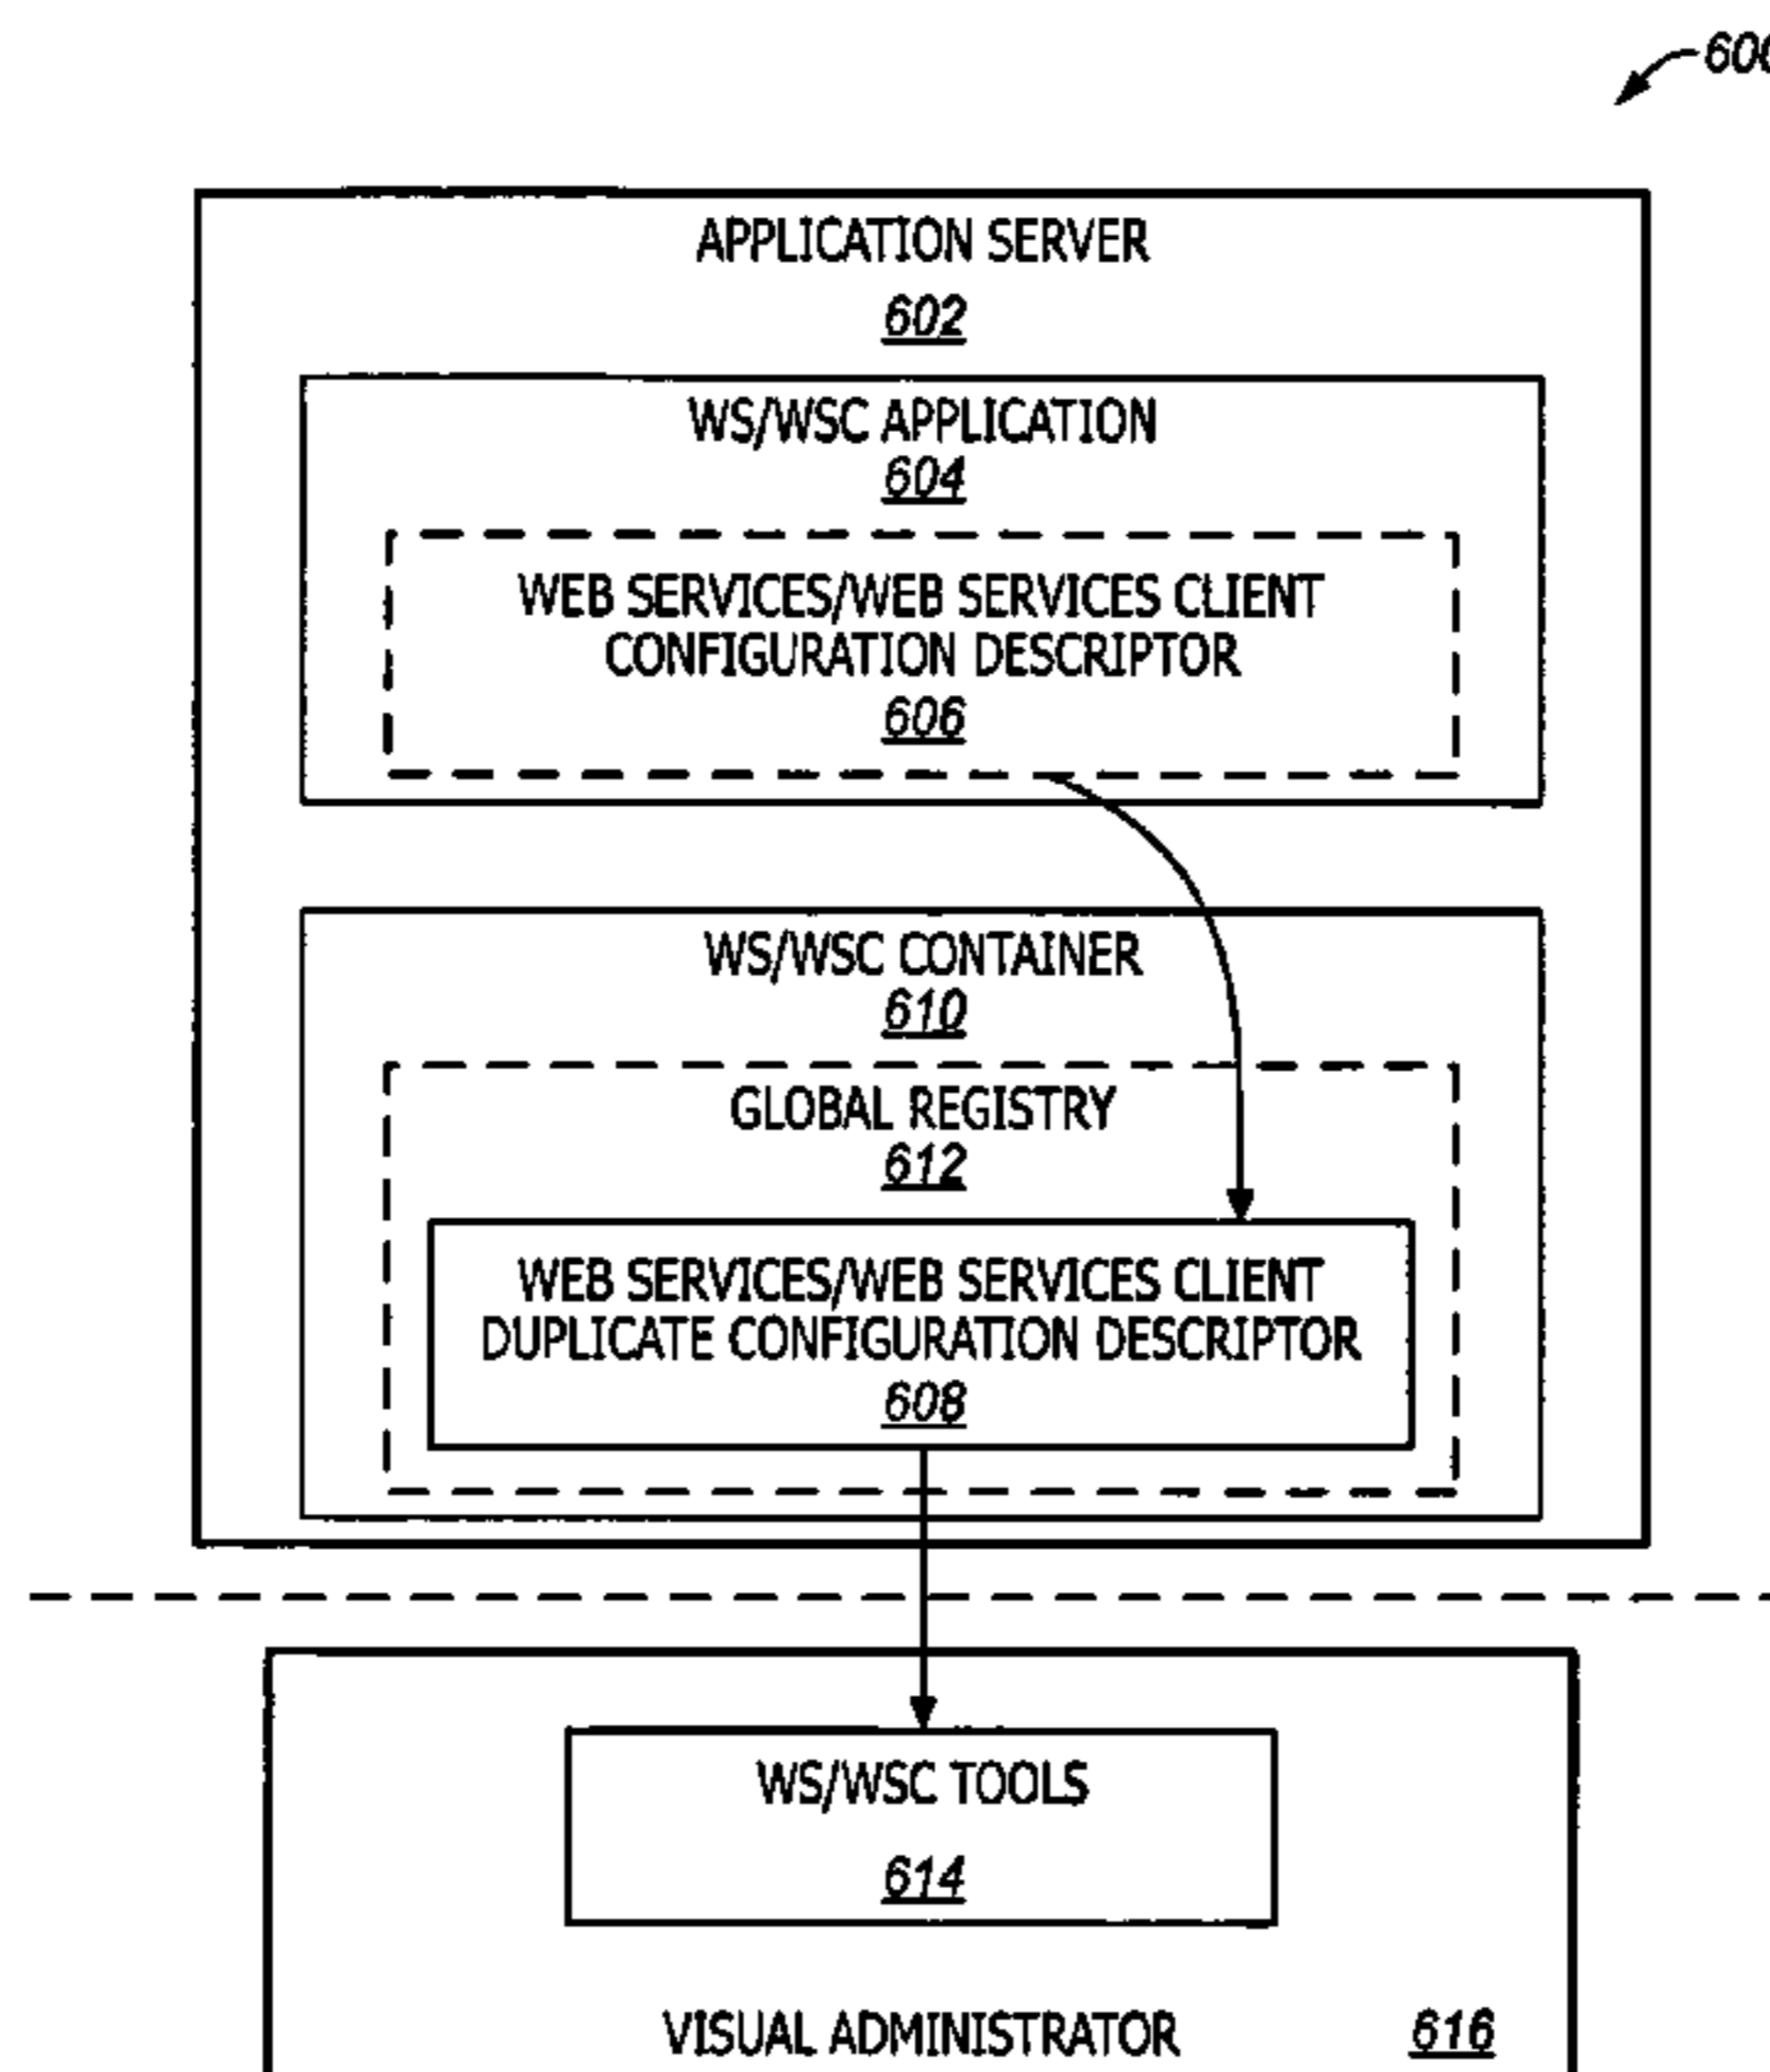 600
APPLICATION SERVER
602
WS/WSC APPLICATION
604
WEB SERVICES/WEB SERVICES CLIENT
CONFIGURATION DESCRIPTOR
606
WS/WSC CONTAINER
610
GLOBAL REGISTRY
612
WEB SERVICES/WEB SERVICES CLIENT
DUPLICATE CONFIGURATION DESCRIPTOR
608
WS/WSC TOOLS
614
VISUAL ADMINISTRATOR 616